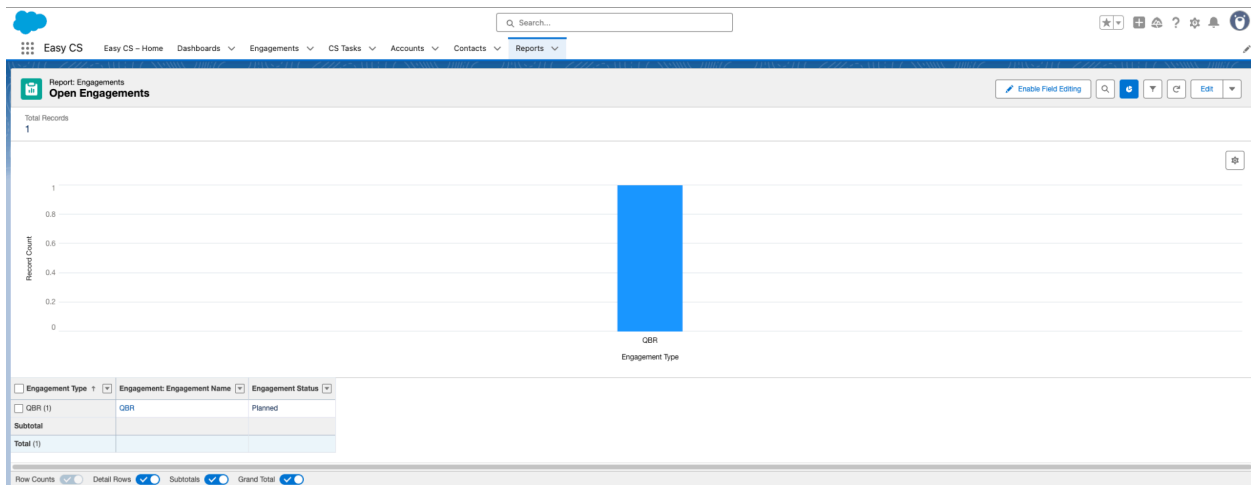 Search...
Easy CS
Easy CS – Home
Dashboards
Engagements
CS Tasks
Accounts
Contacts
Reports
Report: Engagements
Open Engagements
Enable Field Editing
Edit
Total Records
1
1
0.8
0.6
0.4
0.2
0
Record Count
QBR
Engagement Type
Engagement Type ↑ Engagement: Engagement Name Engagement Status
QBR (1) QBR Planned
Subtotal
Total (1)
Row Counts Detail Rows Subtotals Grand Total